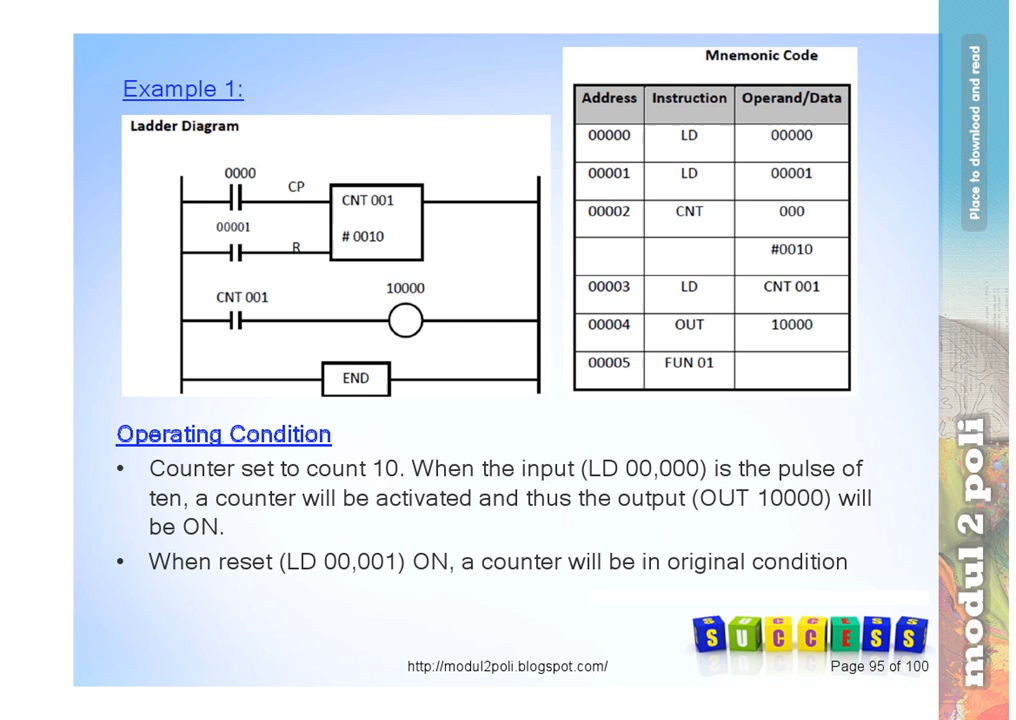 Example 1:
Ladder Diagram
0000
CP
CNT 001
# 0010
00001
R
CNT 001
10000
END
Mnemonic Code
Address Instruction Operand/Data
00000 LD 00000
00001 LD 00001
00002 CNT 000
#0010
00003 LD CNT 001
00004 OUT 10000
00005 FUN 01
Operating Condition
• Counter set to count 10. When the input (LD 00,000) is the pulse of
ten, a counter will be activated and thus the output (OUT 10000) will
be ON.
• When reset (LD 00,001) ON, a counter will be in original condition
SUCCESS
http://modul2poli.blogspot.com/
Page 95 of 100
Place to download and read
modul 2 poli